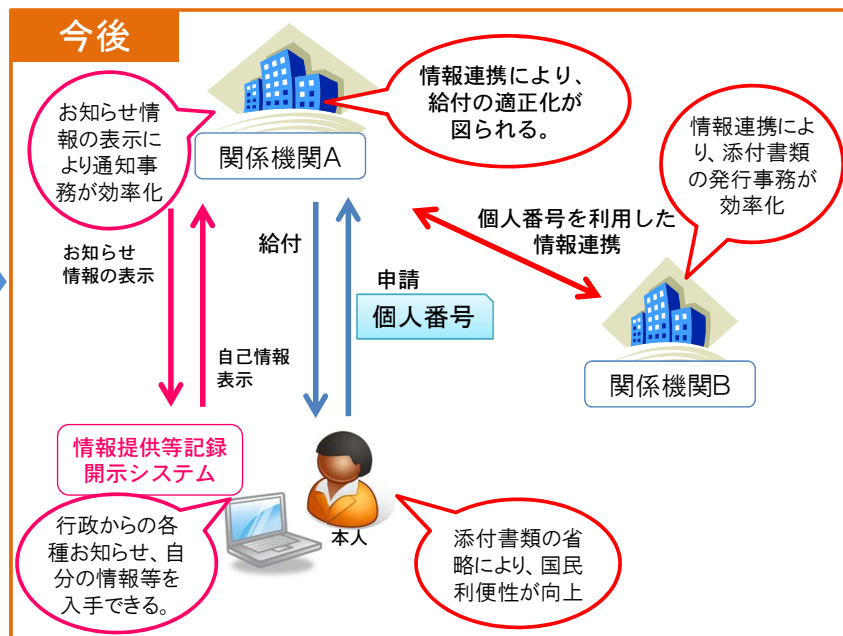 今後
お知らせ情
報の表示に
より通知事
務が効率化
関係機関A
情報連携により、
給付の適正化が
図られる。
情報連携によ
り、添付書類
の発行事務が
効率化
お知らせ
情報の表示
給付
申請
個人番号
個人番号を利用した
情報連携
自己情報
表示
関係機関B
情報提供等記録
開示システム
行政からの各
種お知らせ、自
分の情報等を
入手できる。
本人
添付書類の省
略により、国民
利便性が向上